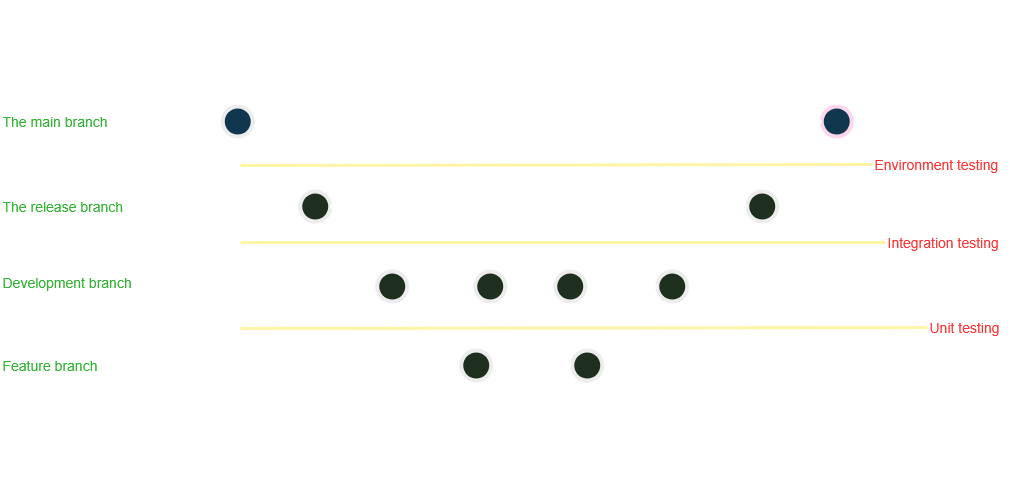 The main branch
Environment testing
The release branch
Integration testing
Development branch
Unit testing
Feature branch